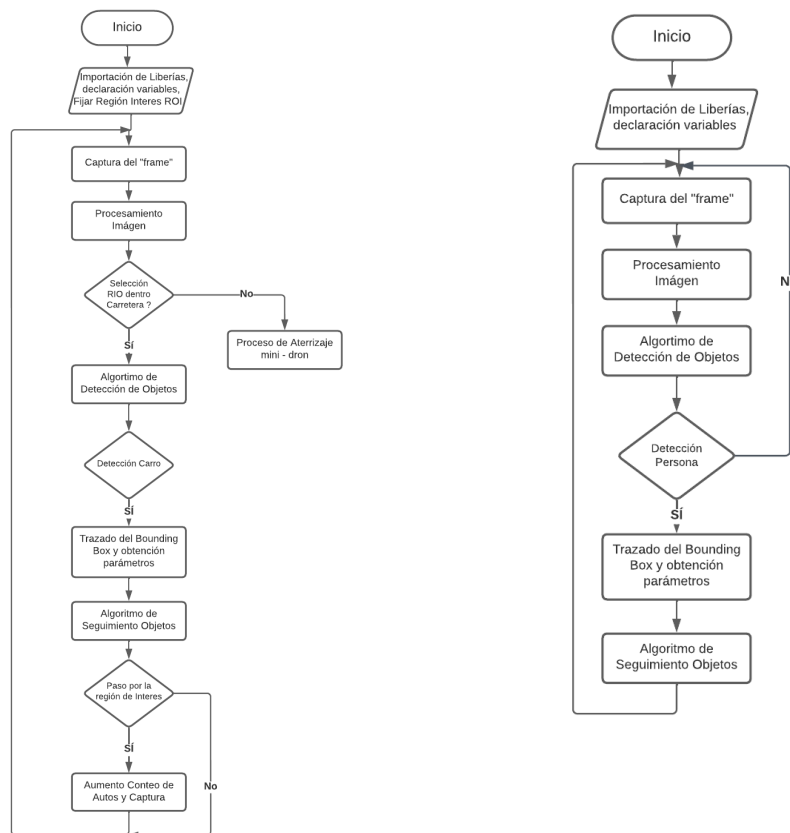 Inicio
Importación de Liberías,
declaración variables,
Fijar Región Interes ROI
Captura del "frame"
Procesamiento
Imágen
Selección
RIO dentro
Carretera ?
No
Sí
Proceso de Aterrizaje
mini - dron
Algortimo de
Detección de Objetos
Detección Carro
SÍ
Trazado del Bounding
Box y obtención
parámetros
Algoritmo de
Seguimiento Objetos
Paso por la
región de Interes
SÍ
No
Aumento Conteo de
Autos y Captura
Inicio
Importación de Liberías,
declaración variables
Captura del "frame"
Procesamiento
Imágen
N
Algortimo de
Detección de Objetos
Detección
Persona
SÍ
Trazado del Bounding
Box y obtención
parámetros
Algoritmo de
Seguimiento Objetos